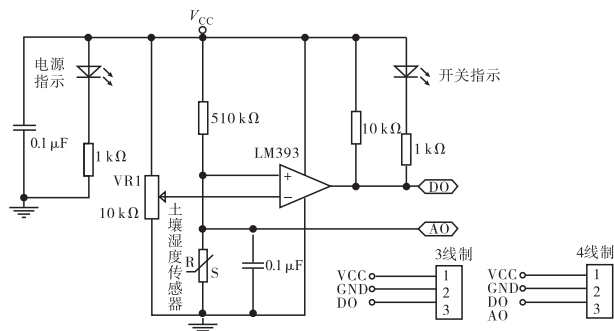 VCC
电源
指示
开关指示
510 kΩ
0.1 μF
1 kΩ
10 kΩ
1 kΩ
LM393
+
−
VR1
10 kΩ
DO
AO
土壤湿度传感器
R
S
0.1 μF
3线制
VCC
GND
DO
1
2
3
4线制
VCC
GND
DO
AO
1
2
3